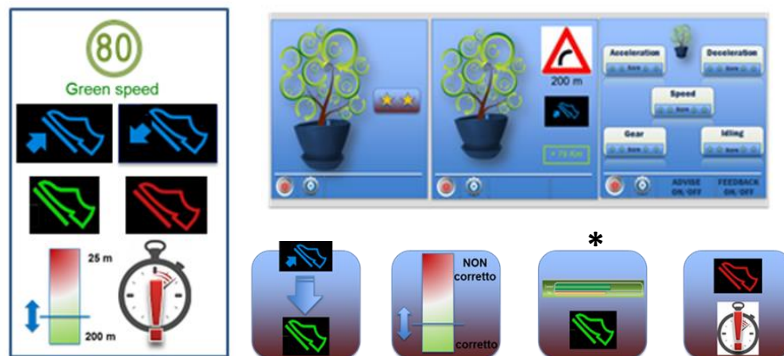 80
Green speed
25 m
200 m
200 m
+ 76 Km
Acceleration
Deceleration
Speed
Gear
Idling
ADVISE
ON/OFF
FEEDBACK
ON/OFF
NON
corretto
corretto
*